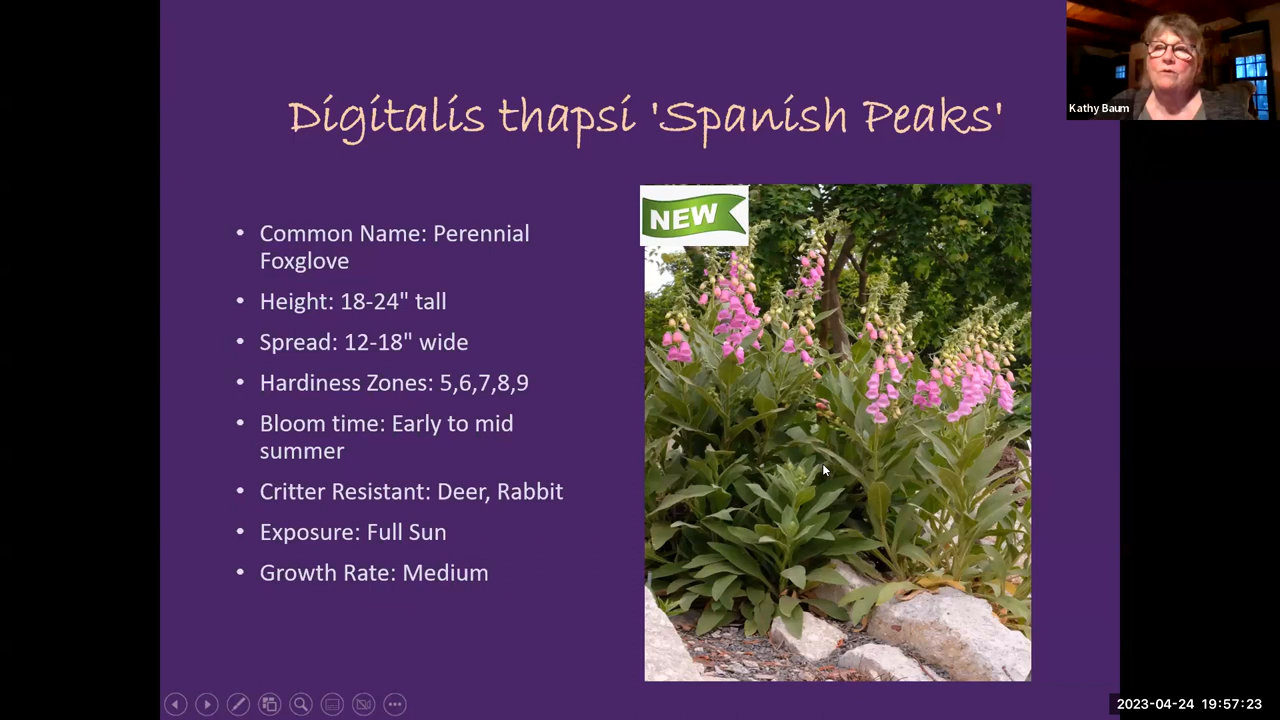 Digitalis thapsi 'Spanish Peaks'
Kathy Baum
NEW
• Common Name: Perennial
Foxglove
• Height: 18-24" tall
• Spread: 12-18" wide
• Hardiness Zones: 5,6,7,8,9
• Bloom time: Early to mid
summer
• Critter Resistant: Deer, Rabbit
• Exposure: Full Sun
• Growth Rate: Medium
2023-04-24 19:57:23